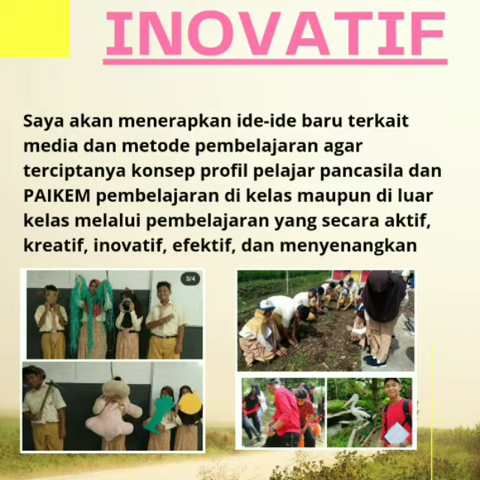 INOVATIF
Saya akan menerapkan ide-ide baru terkait
media dan metode pembelajaran agar
terciptanya konsep profil pelajar pancasila dan
PAIKEM pembelajaran di kelas maupun di luar
kelas melalui pembelajaran yang secara aktif,
kreatif, inovatif, efektif, dan menyenangkan
3/4